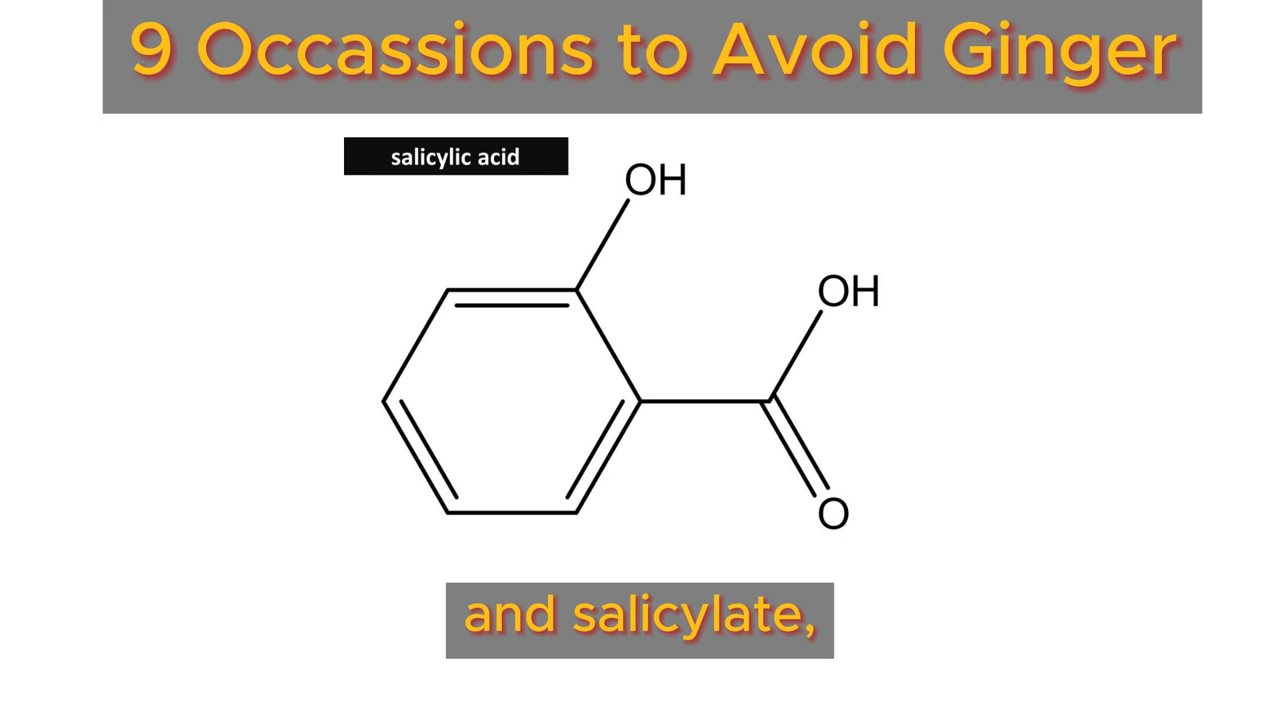 9 Occassions to Avoid Ginger
salicylic acid
OH
OH
O
and salicylate,